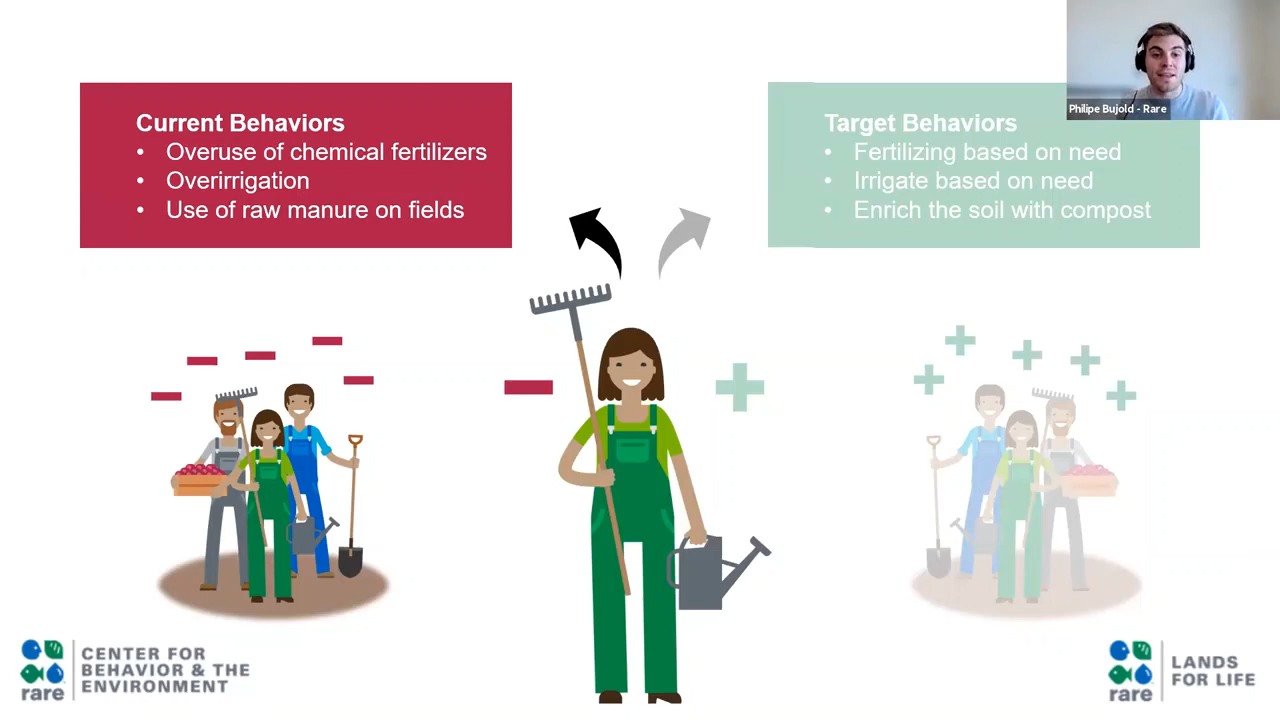 Current Behaviors
• Overuse of chemical fertilizers
• Overirrigation
• Use of raw manure on fields
Target Behaviors
• Fertilizing based on need
• Irrigate based on need
• Enrich the soil with compost
Philipe Bujold - Rare
rare
CENTER FOR
BEHAVIOR & THE
ENVIRONMENT
rare
LANDS
FOR LIFE